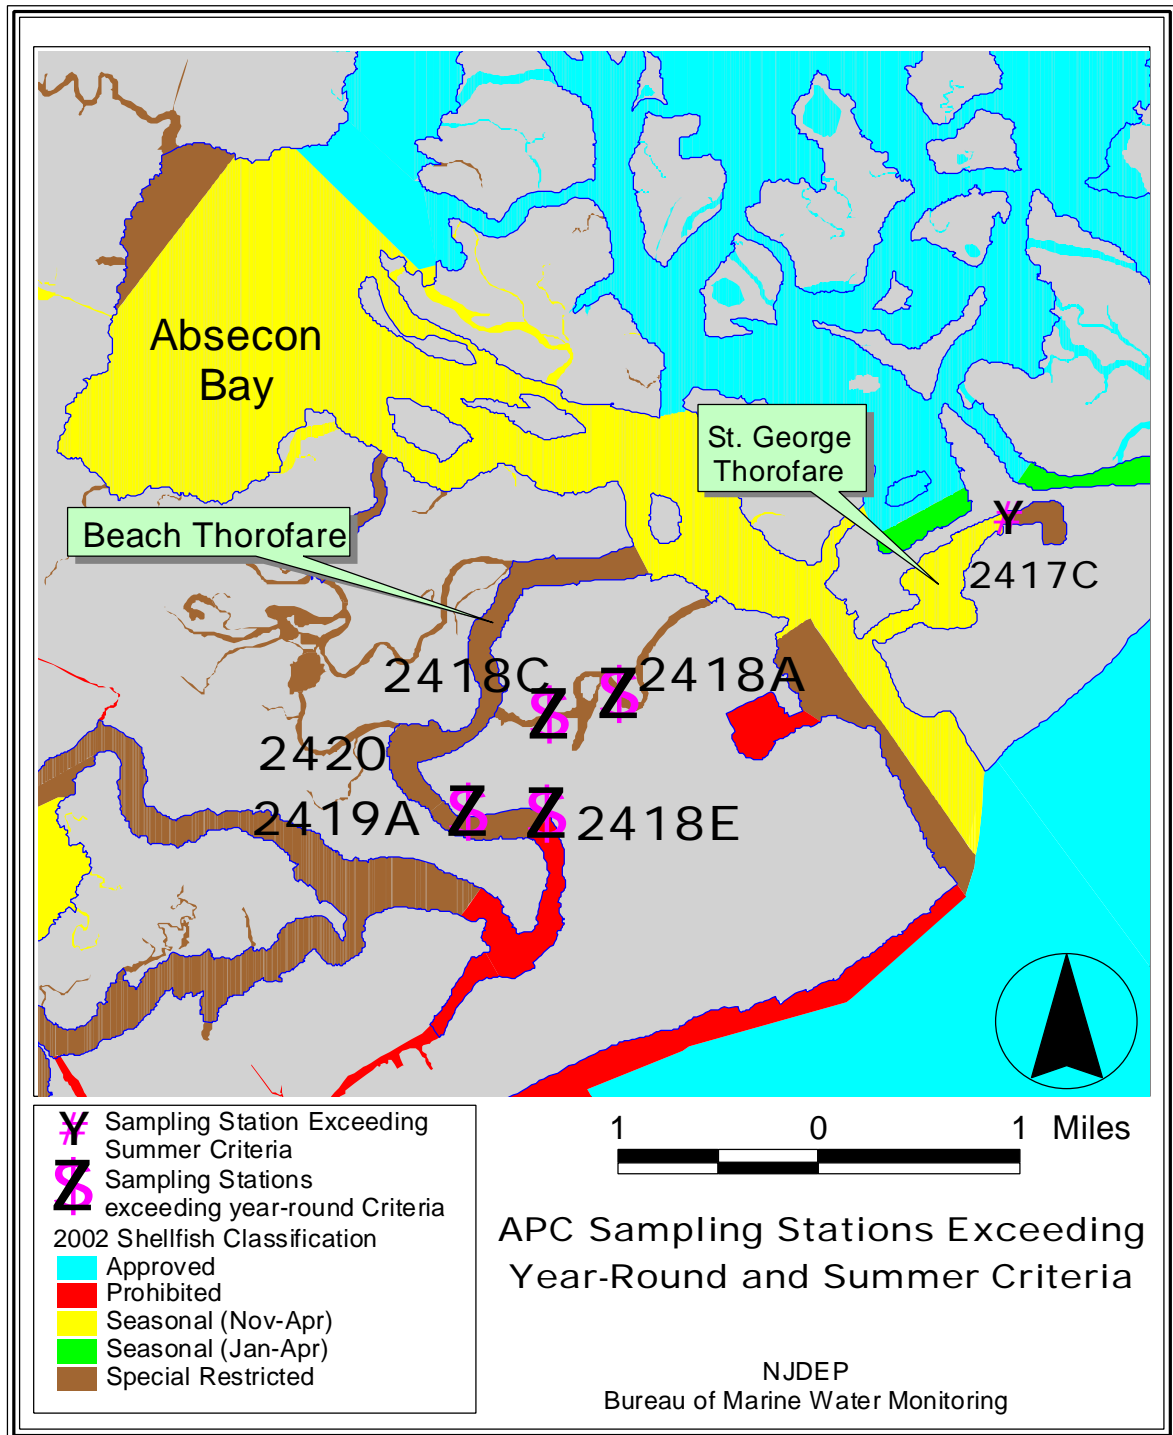 Absecon
Bay
St. George
Thorofare
Beach Thorofare
Y
2417C
2418C
Z
Z
2418A
2420
2419A
Z
Z
2418E
Y Sampling Station Exceeding
Summer Criteria
Z Sampling Stations
exceeding year-round Criteria
2002 Shellfish Classification
Approved
Prohibited
Seasonal (Nov-Apr)
Seasonal (Jan-Apr)
Special Restricted
1 0 1 Miles
APC Sampling Stations Exceeding
Year-Round and Summer Criteria
NJDEP
Bureau of Marine Water Monitoring